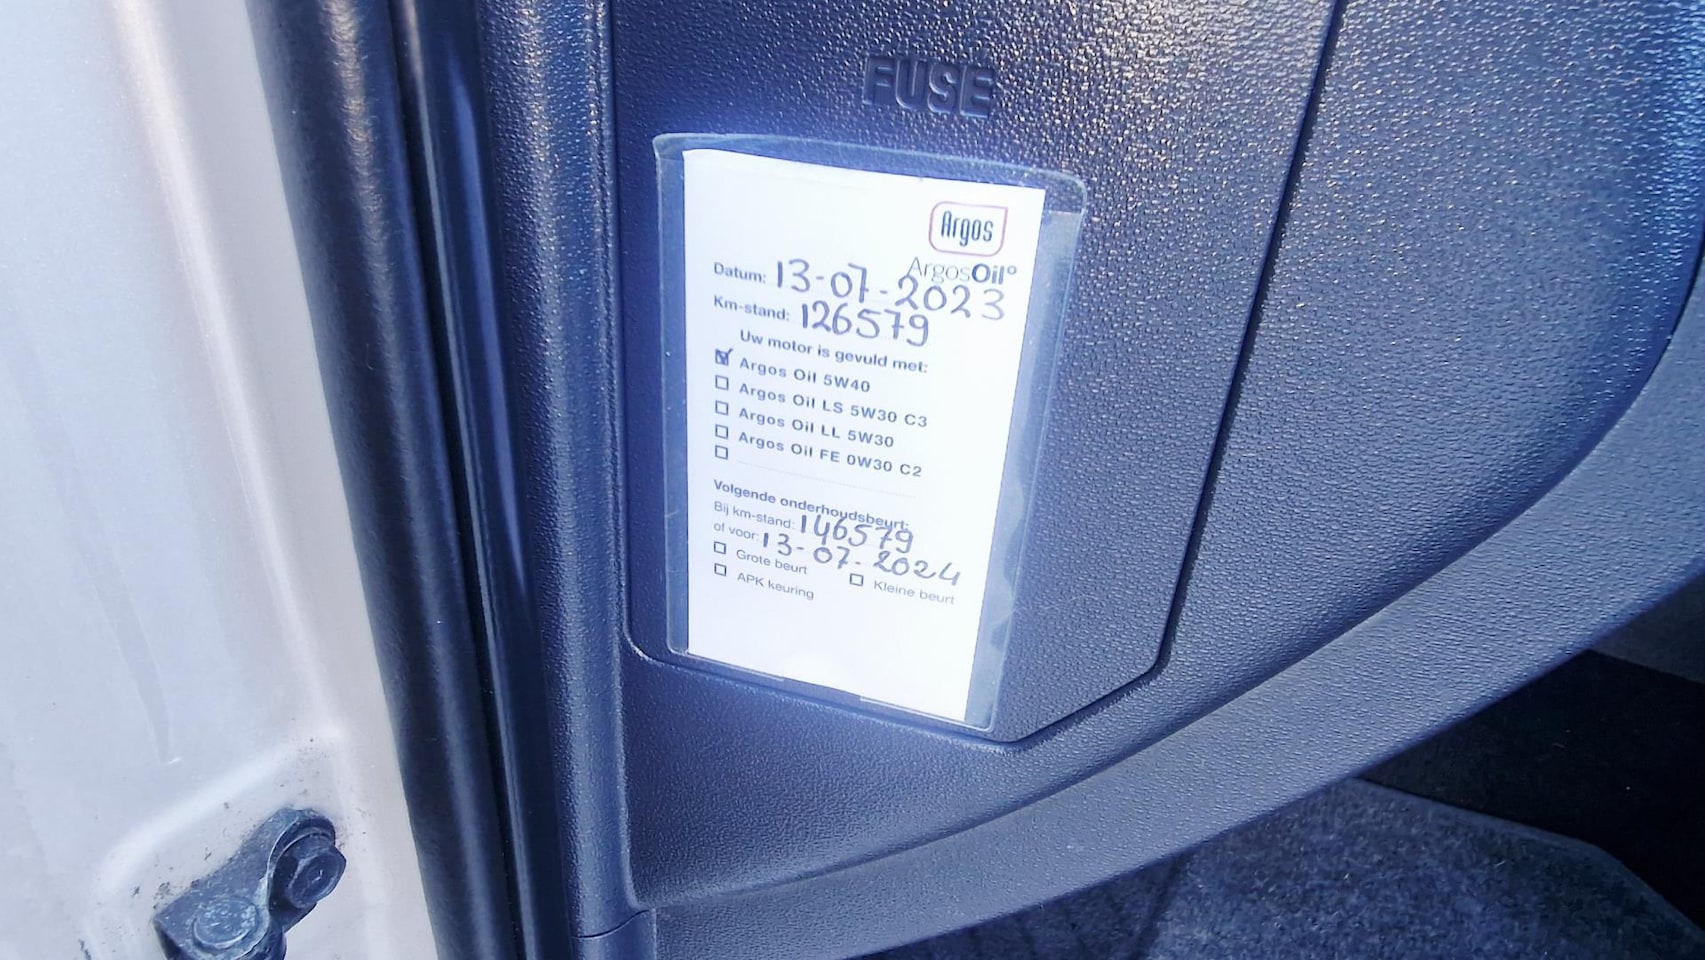 FUSE
Argos
ArgosOil°
Datum: 13-07-2023
Km-stand: 126579
Uw motor is gevuld met:
Argos Oil 5W40
Argos Oil LS 5W30 C3
Argos Oil LL 5W30
Argos Oil FE 0W30 C2
Volgende onderhoudsbeurt:
Bij km-stand: 146579
of voor: 13-07-2024
Grote beurt Kleine beurt
APK keuring